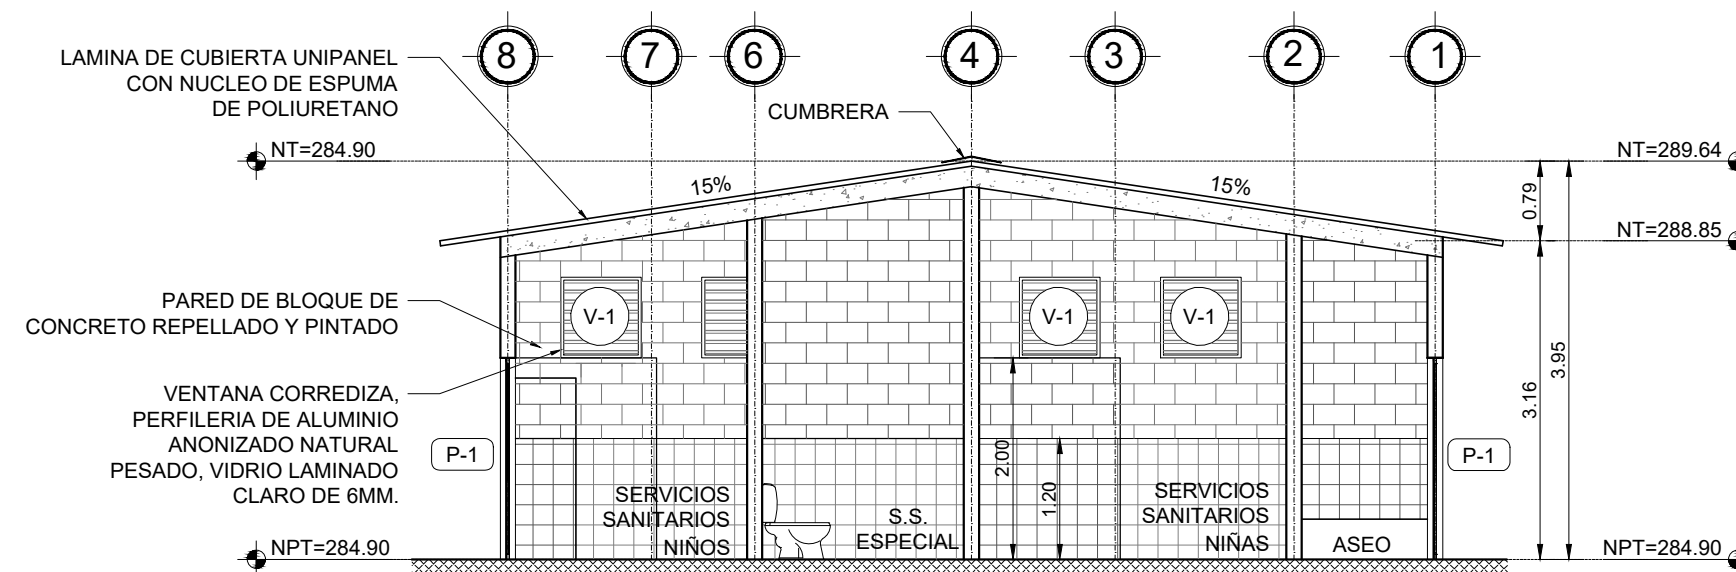 8 7 6 4 3 2 1
LAMINA DE CUBIERTA UNIPANEL
CON NUCLEO DE ESPUMA
DE POLIURETANO
CUMBRERA
NT=284.90
NT=289.64
15%
15%
0.79
NT=288.85
PARED DE BLOQUE DE
CONCRETO REPELLADO Y PINTADO
V-1
V-1
V-1
3.16
3.95
VENTANA CORREDIZA,
PERFILERIA DE ALUMINIO
ANONIZADO NATURAL
PESADO, VIDRIO LAMINADO
CLARO DE 6MM.
P-1
P-1
2.00
1.20
SERVICIOS
SANITARIOS
NIÑOS
S.S.
ESPECIAL
SERVICIOS
SANITARIOS
NIÑAS
ASEO
NPT=284.90
NPT=284.90